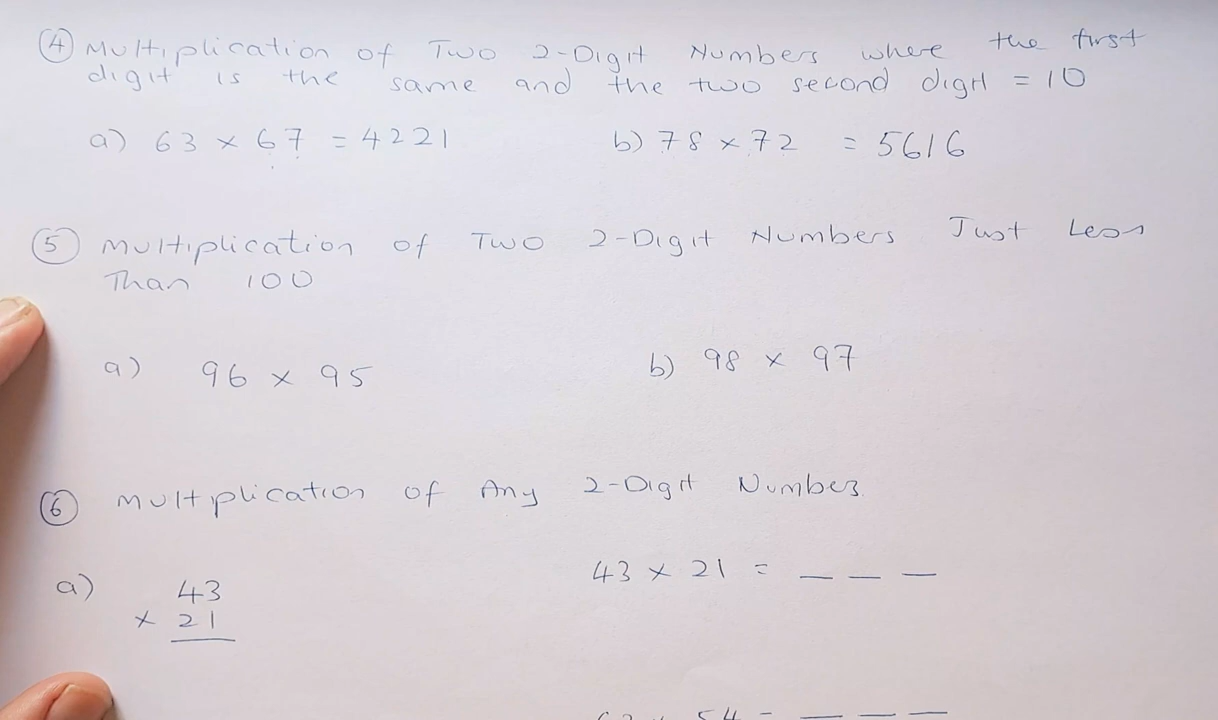 ④ Multiplication of Two 2-Digit Numbers where the first
digit is the same and the two second digit = 10
a) 63 × 67 = 4221
b) 78 × 72 = 5616
⑤ Multiplication of Two 2-Digit Numbers Just Less
Than 100
a) 96 × 95
b) 98 × 97
⑥ Multiplication of Any 2-Digit Number
a) 43
× 21
43 × 21 = _ _ _